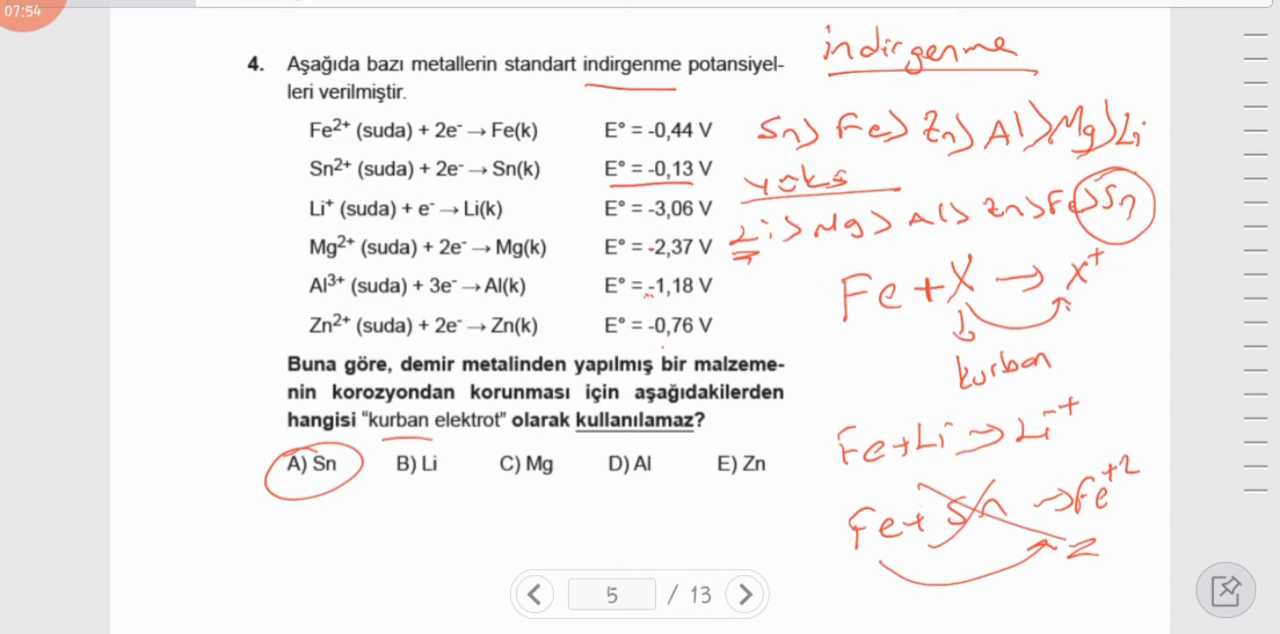 07:54
4. Aşağıda bazı metallerin standart indirgenme potansiyel-
leri verilmiştir.
Fe²⁺ (suda) + 2e⁻ → Fe(k) E° = -0,44 V
Sn²⁺ (suda) + 2e⁻ → Sn(k) E° = -0,13 V
Li⁺ (suda) + e⁻ → Li(k) E° = -3,06 V
Mg²⁺ (suda) + 2e⁻ → Mg(k) E° = -2,37 V
Al³⁺ (suda) + 3e⁻ → Al(k) E° = -1,18 V
Zn²⁺ (suda) + 2e⁻ → Zn(k) E° = -0,76 V
Buna göre, demir metalinden yapılmış bir malzeme-
nin korozyondan korunması için aşağıdakilerden
hangisi “kurban elektrot” olarak kullanılamaz?
A) Sn B) Li C) Mg D) Al E) Zn
indirgenme
Sn > Fe > Zn > Al > Mg > Li
yüks
Li > Mg > Al > Zn > Fe > Sn
Fe + X → X⁺
kurban
Fe + Li → Li⁺
Fe + Sn → Fe⁺²
5 / 13